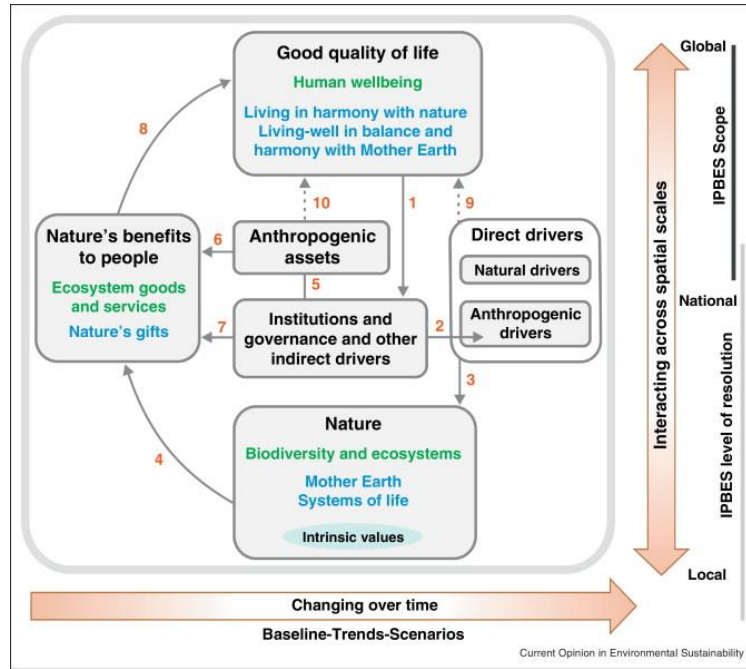 Good quality of life
Human wellbeing
Living in harmony with nature
Living-well in balance and
harmony with Mother Earth
8
10
1
9
Nature's benefits
to people
Ecosystem goods
and services
Nature's gifts
6
Anthropogenic
assets
5
Direct drivers
Natural drivers
Anthropogenic
drivers
7
Institutions and
governance and other
indirect drivers
2
3
4
Nature
Biodiversity and ecosystems
Mother Earth
Systems of life
Intrinsic values
Global
IPBES Scope
National
Interacting across spatial scales
IPBES level of resolution
Local
Changing over time
Baseline-Trends-Scenarios
Current Opinion in Environmental Sustainability